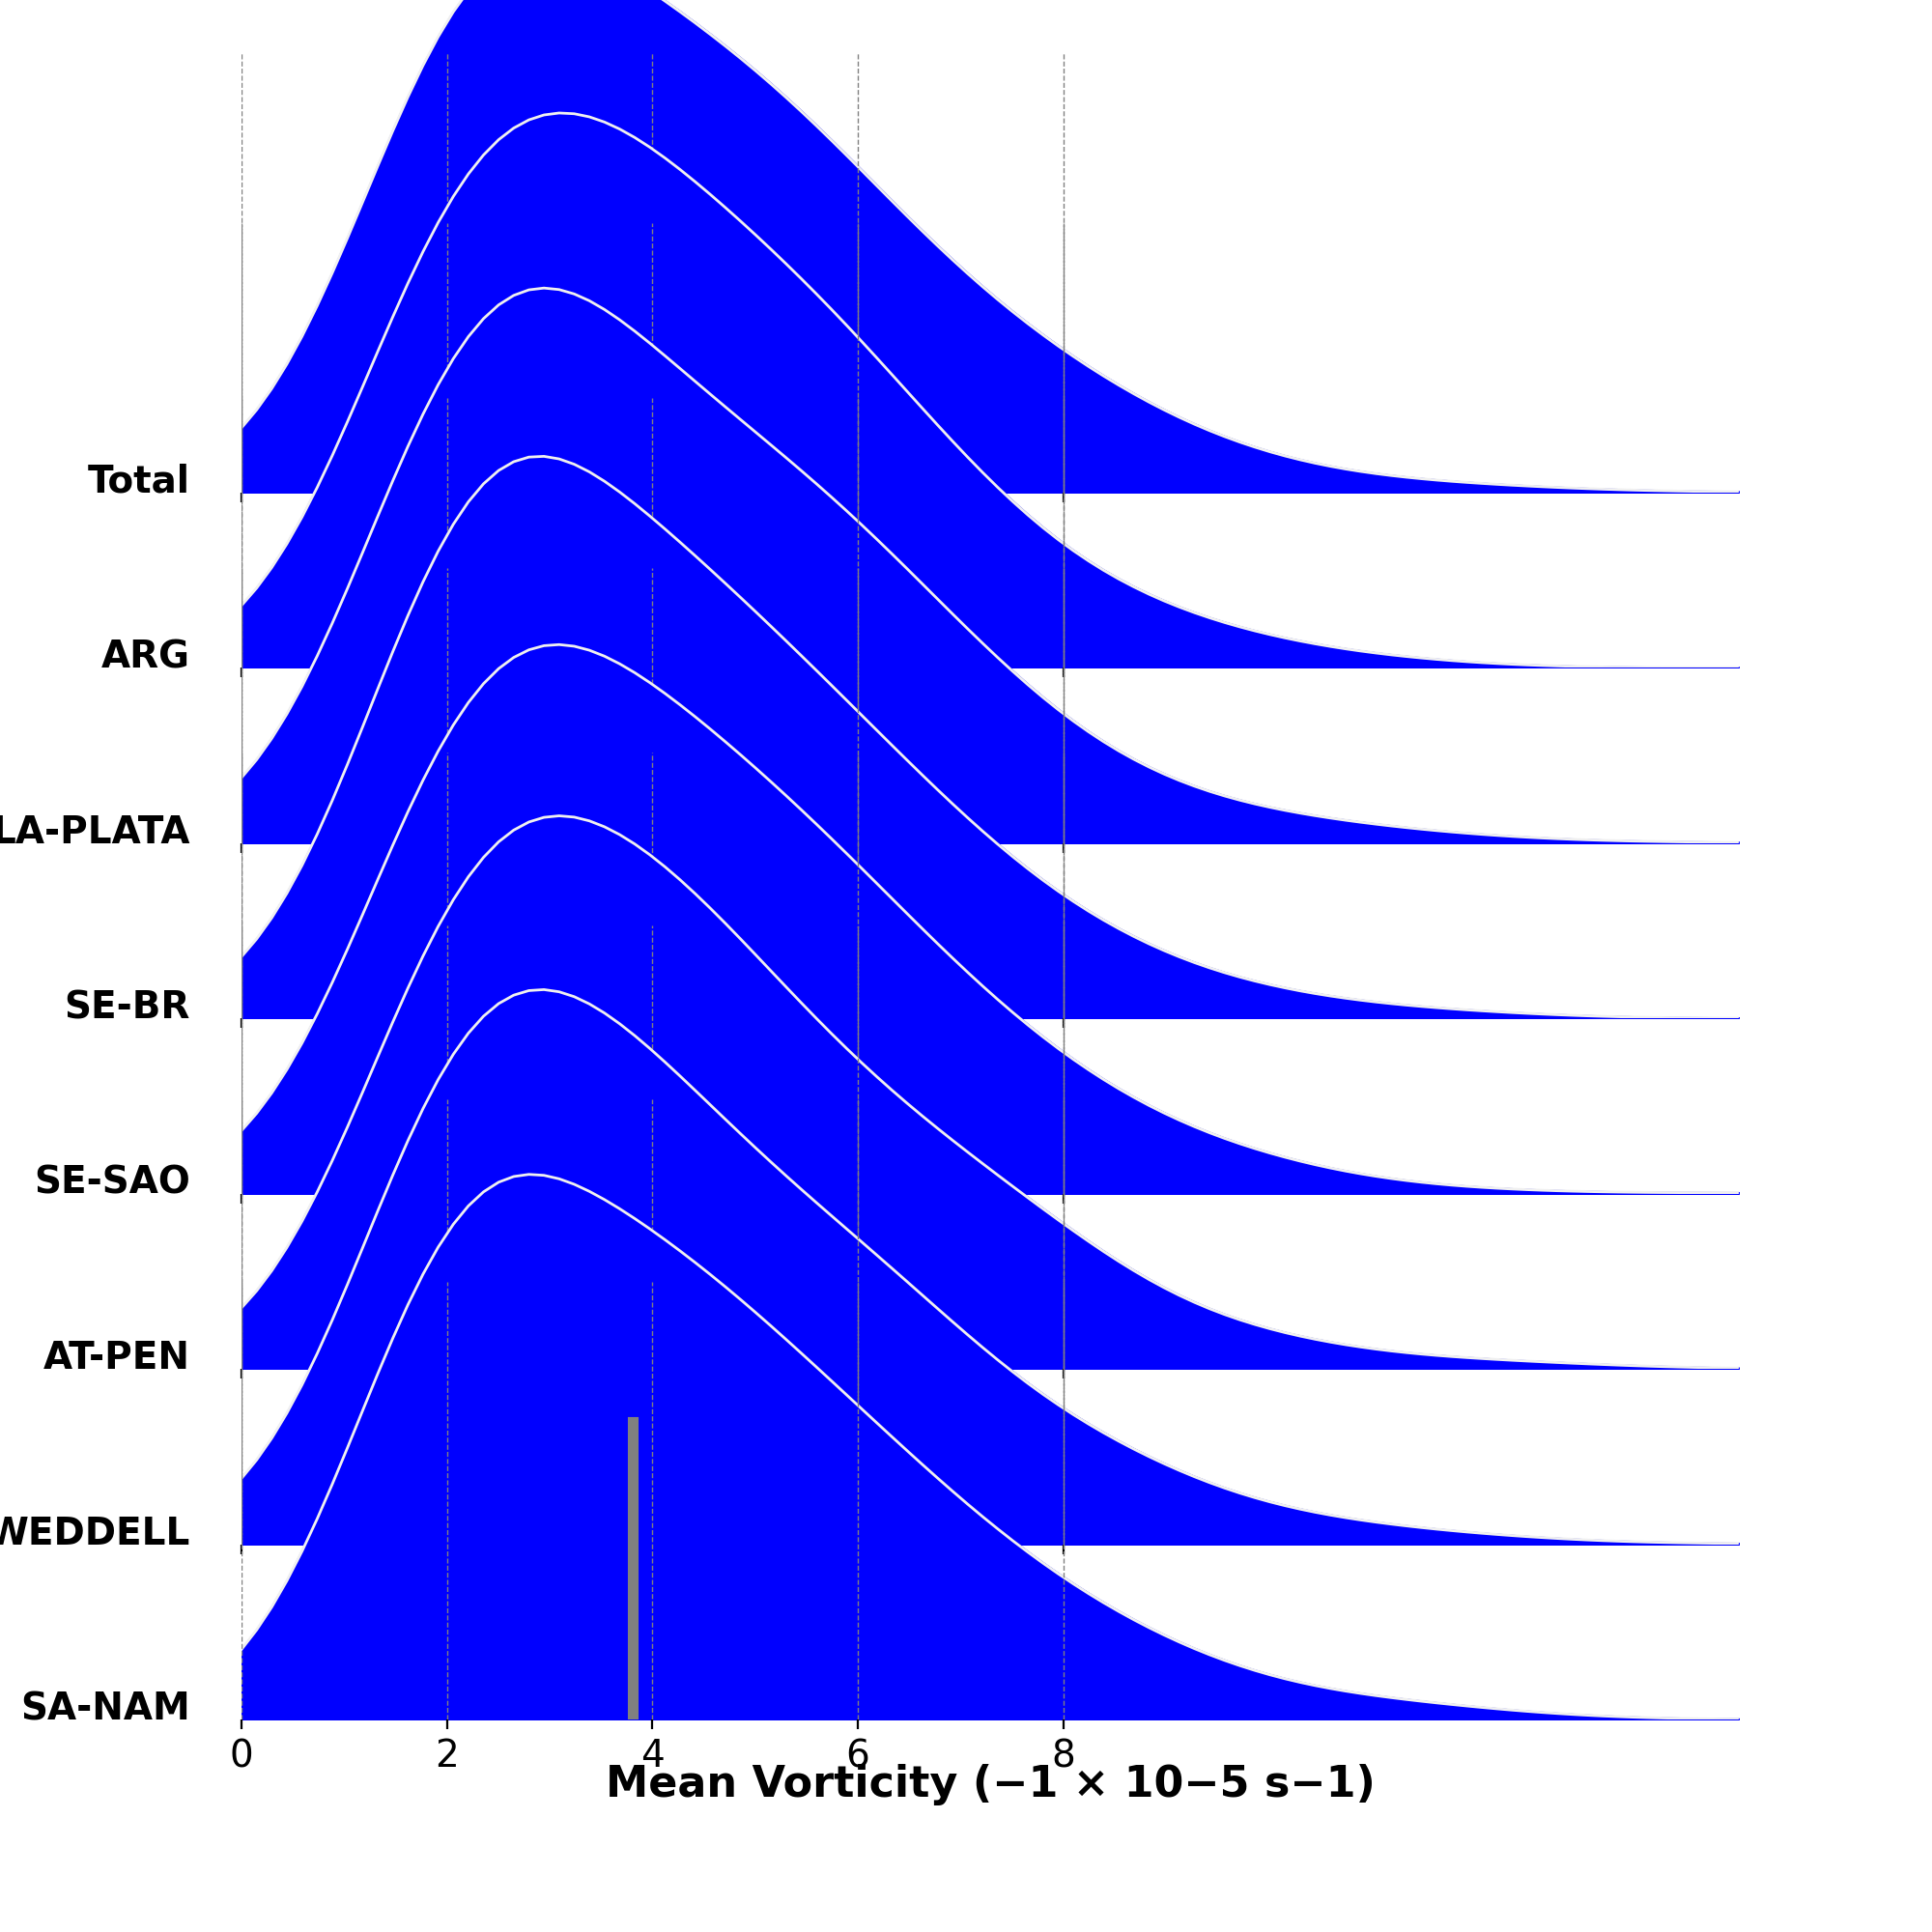 Total
ARG
LA-PLATA
SE-BR
SE-SAO
AT-PEN
WEDDELL
SA-NAM
0 2 4 6 8
Mean Vorticity (−1 × 10−5 s−1)